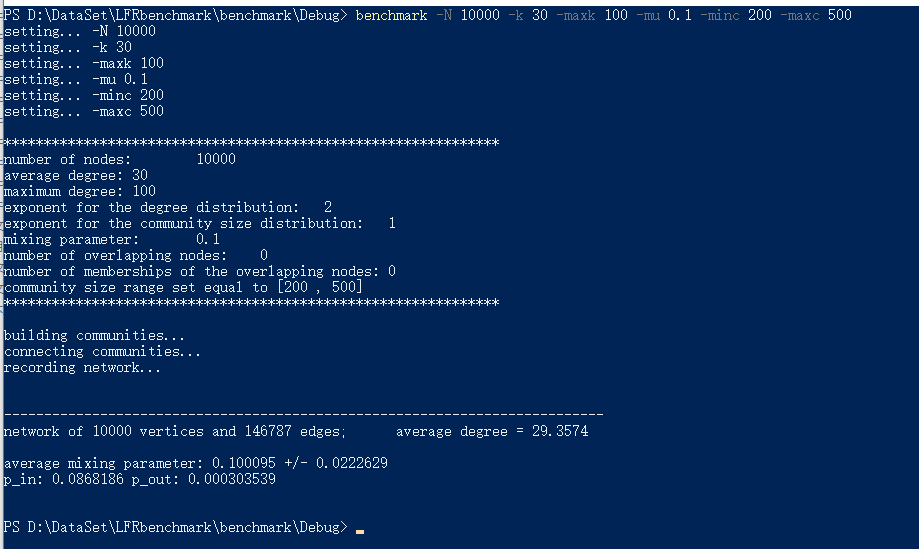 PS D:\DataSet\LFRbenchmark\benchmark\Debug> benchmark -N 10000 -k 30 -maxk 100 -mu 0.1 -minc 200 -maxc 500
setting... -N 10000
setting... -k 30
setting... -maxk 100
setting... -mu 0.1
setting... -minc 200
setting... -maxc 500
**************************************************************
number of nodes:        10000
average degree: 30
maximum degree: 100
exponent for the degree distribution:   2
exponent for the community size distribution:   1
mixing parameter:       0.1
number of overlapping nodes:    0
number of memberships of the overlapping nodes: 0
community size range set equal to [200 , 500]
**************************************************************
building communities...
connecting communities...
recording network...
---------------------------------------------------------------------------
network of 10000 vertices and 146787 edges;      average degree = 29.3574
average mixing parameter: 0.100095 +/- 0.0222629
p_in: 0.0868186 p_out: 0.000303539
PS D:\DataSet\LFRbenchmark\benchmark\Debug>